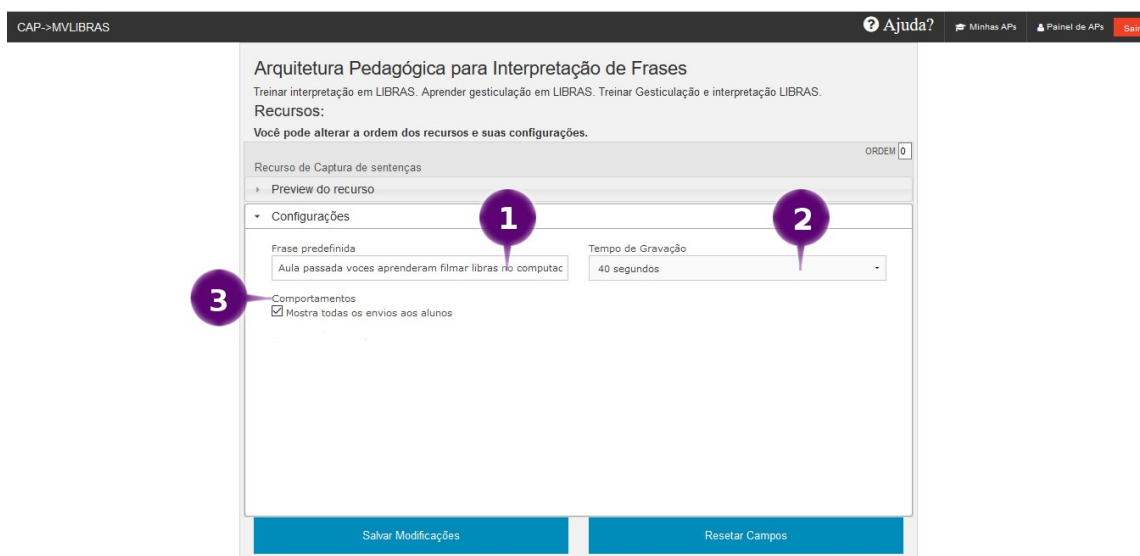 CAP->MVLIBRAS
? Ajuda?
Minhas APs
Painel de APs
Sair
Arquitetura Pedagógica para Interpretação de Frases
Treinar interpretação em LIBRAS. Aprender gesticulação em LIBRAS. Treinar Gesticulação e interpretação LIBRAS.
Recursos:
Você pode alterar a ordem dos recursos e suas configurações.
ORDEM 0
Recurso de Captura de sentenças
Preview do recurso
Configurações
1
2
Frase predefinida
Tempo de Gravação
Aula passada voces aprenderam filmar libras no computac
40 segundos
3
Comportamentos
Mostra todas os envios aos alunos
Salvar Modificações
Resetar Campos